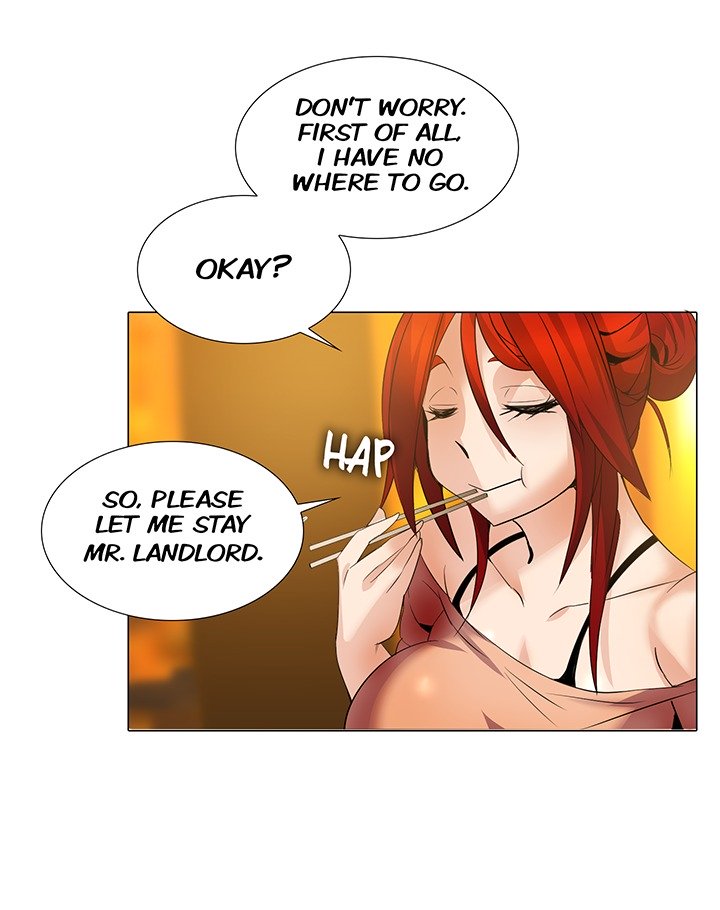 DON'T WORRY.
FIRST OF ALL,
I HAVE NO
WHERE TO GO.
OKAY?
HAP
SO, PLEASE
LET ME STAY
MR. LANDLORD.